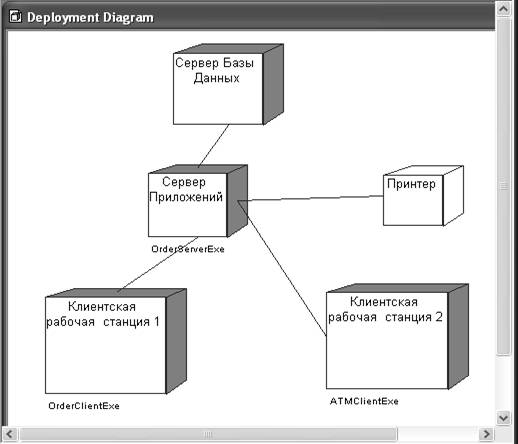 Deployment Diagram
Сервер Базы
Данных
Сервер
Приложений
Принтер
OrderServerExe
Клиентская
рабочая станция 1
Клиентская
рабочая станция 2
OrderClientExe
ATMClientExe